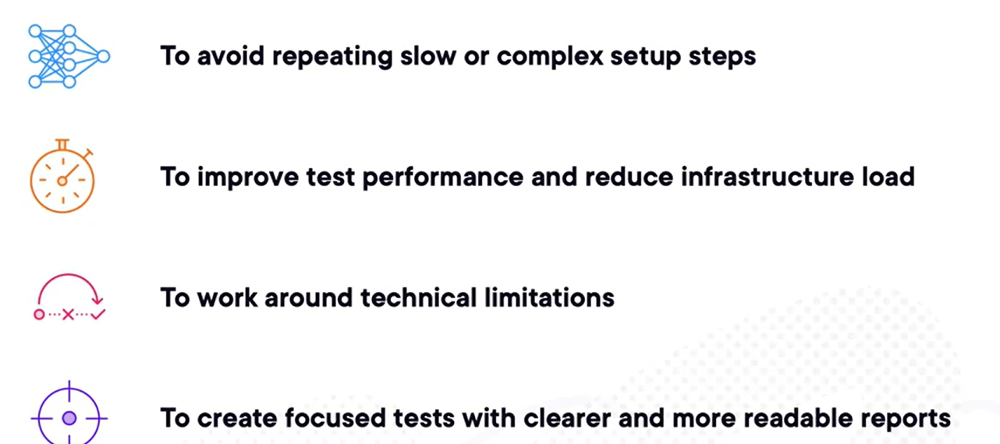 To avoid repeating slow or complex setup steps
To improve test performance and reduce infrastructure load
To work around technical limitations
To create focused tests with clearer and more readable reports